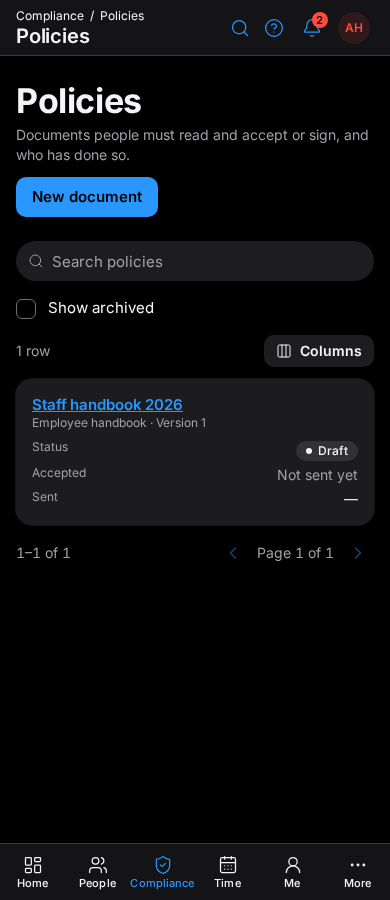 Compliance / Policies
Policies
2
AH
Policies
Documents people must read and accept or sign, and
who has done so.
New document
Search policies
Show archived
1 row
Columns
Staff handbook 2026
Employee handbook · Version 1
Status
Draft
Accepted
Not sent yet
Sent
—
1–1 of 1
Page 1 of 1
Home
People
Compliance
Time
Me
More